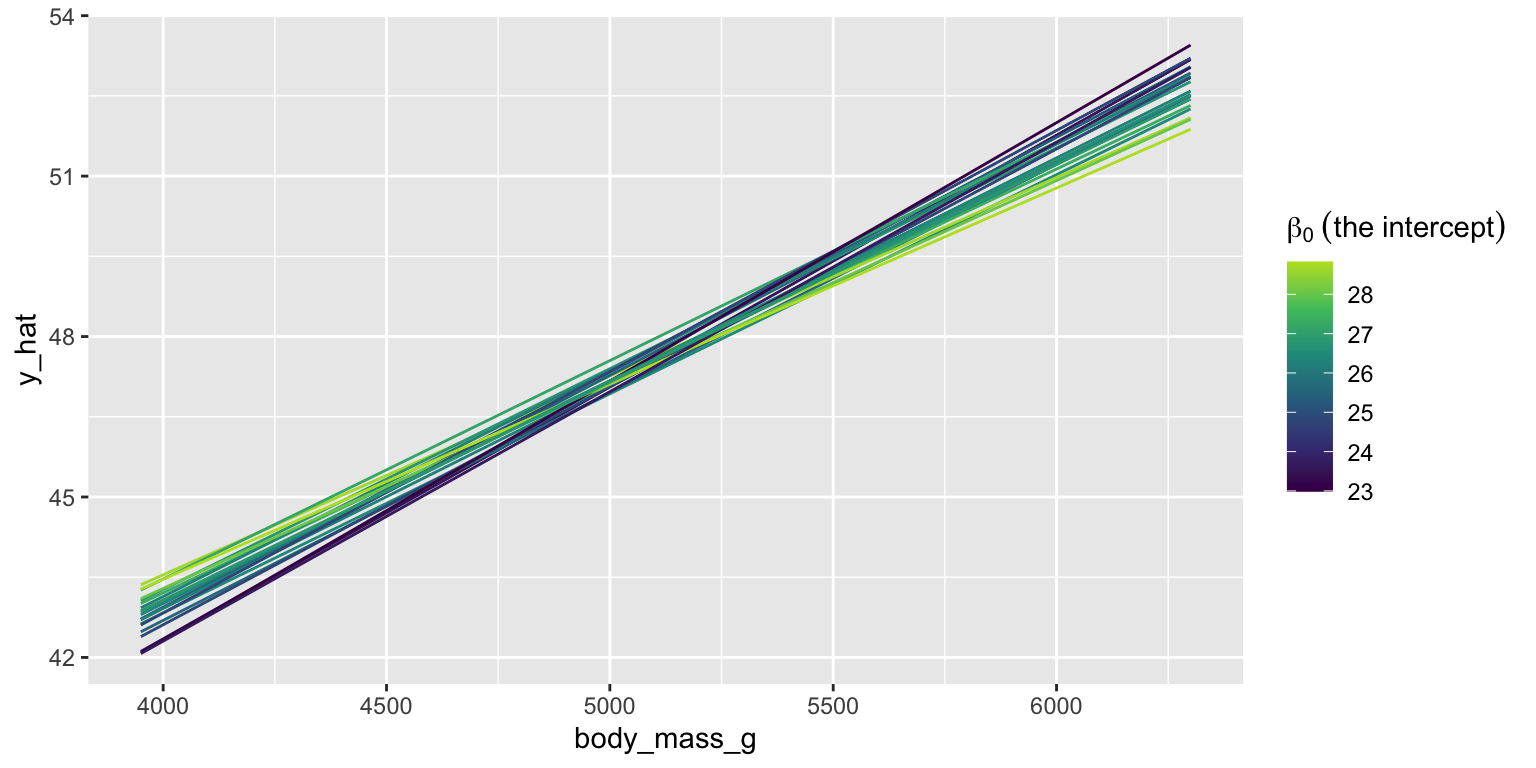 54
51
48
45
42
y_hat
4000 4500 5000 5500 6000
body_mass_g
β₀ (the intercept)
28
27
26
25
24
23